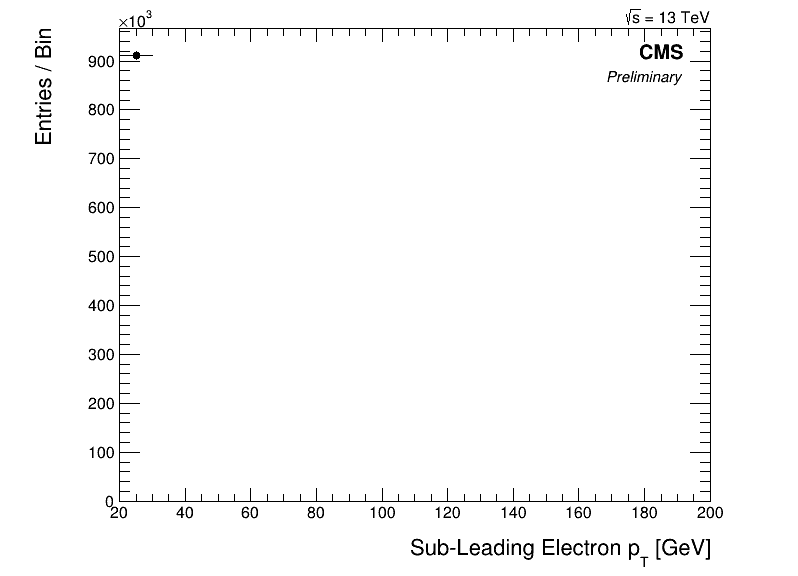 ×10³
√s = 13 TeV
Entries / Bin
CMS
Preliminary
900
800
700
600
500
400
300
200
100
0
20 40 60 80 100 120 140 160 180 200
Sub-Leading Electron p_T [GeV]